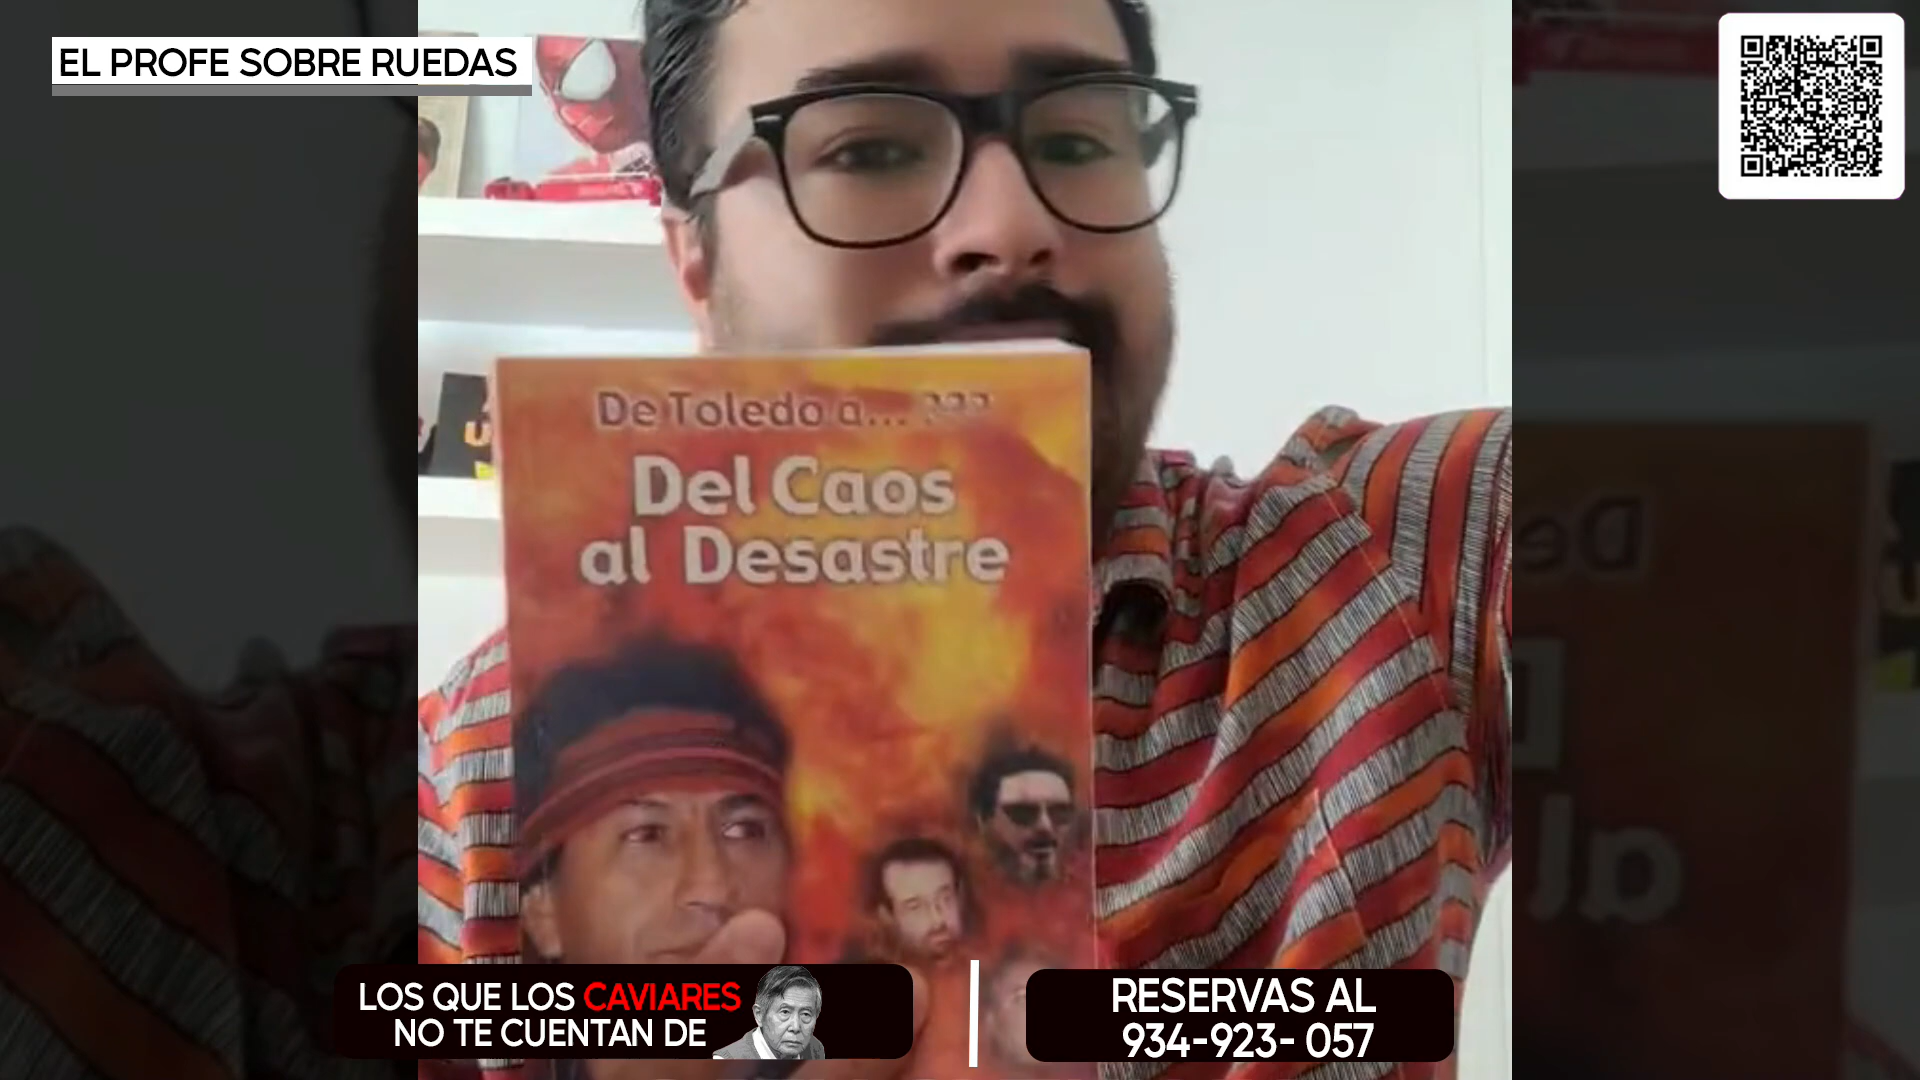 EL PROFE SOBRE RUEDAS
De Toledo a... ???
Del Caos
al Desastre
LOS QUE LOS CAVIARES
NO TE CUENTAN DE
RESERVAS AL
934-923- 057